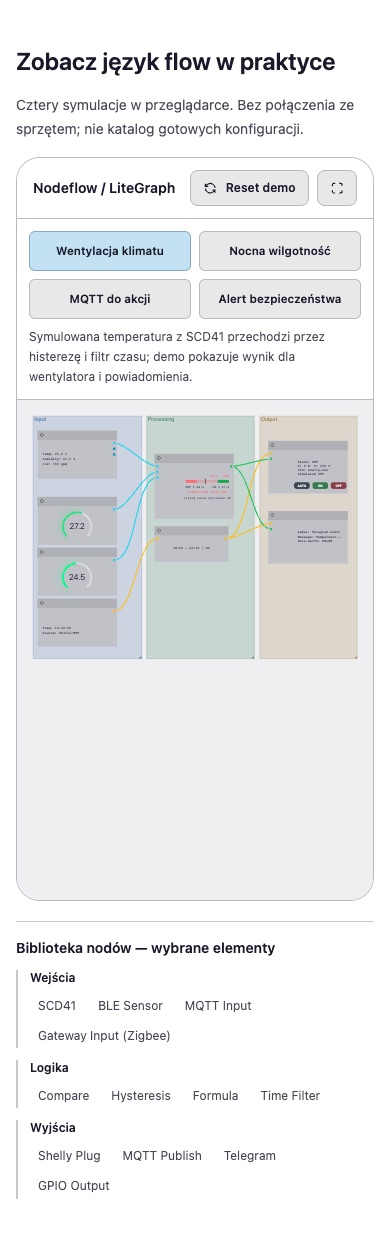 Zobacz język flow w praktyce
Cztery symulacje w przeglądarce. Bez połączenia ze
sprzętem; nie katalog gotowych konfiguracji.
Nodeflow / LiteGraph
Reset demo
Wentylacja klimatu
Nocna wilgotność
MQTT do akcji
Alert bezpieczeństwa
Symulowana temperatura z SCD41 przechodzi przez
histerezę i filtr czasu; demo pokazuje wynik dla
wentylatora i powiadomienia.
Input
Processing
Output
27.2
24.5
AUTO
ON
OFF
Biblioteka nodów — wybrane elementy
Wejścia
SCD41 BLE Sensor MQTT Input
Gateway Input (Zigbee)
Logika
Compare Hysteresis Formula Time Filter
Wyjścia
Shelly Plug MQTT Publish Telegram
GPIO Output